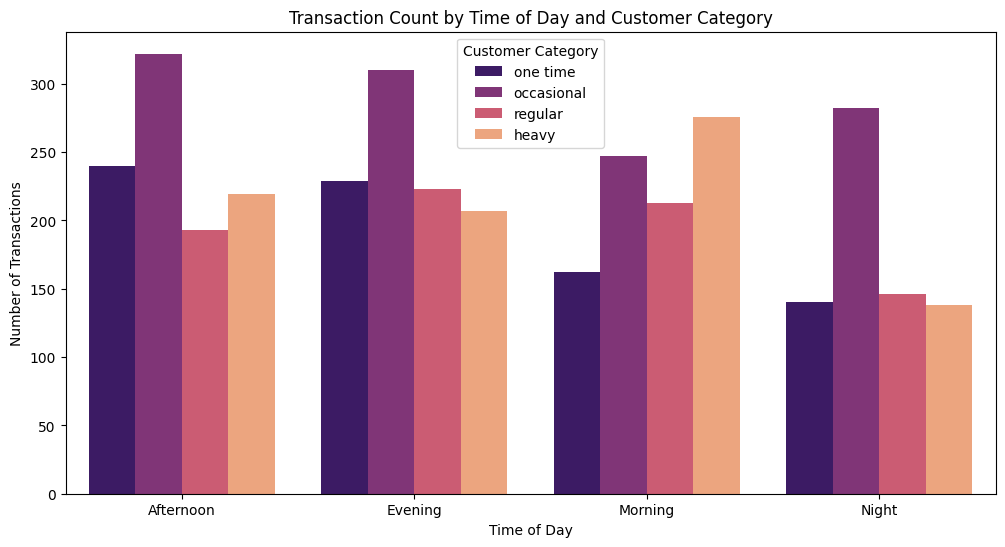 Transaction Count by Time of Day and Customer Category
Customer Category
one time
occasional
regular
heavy
Number of Transactions
300
250
200
150
100
50
0
Afternoon
Evening
Morning
Night
Time of Day